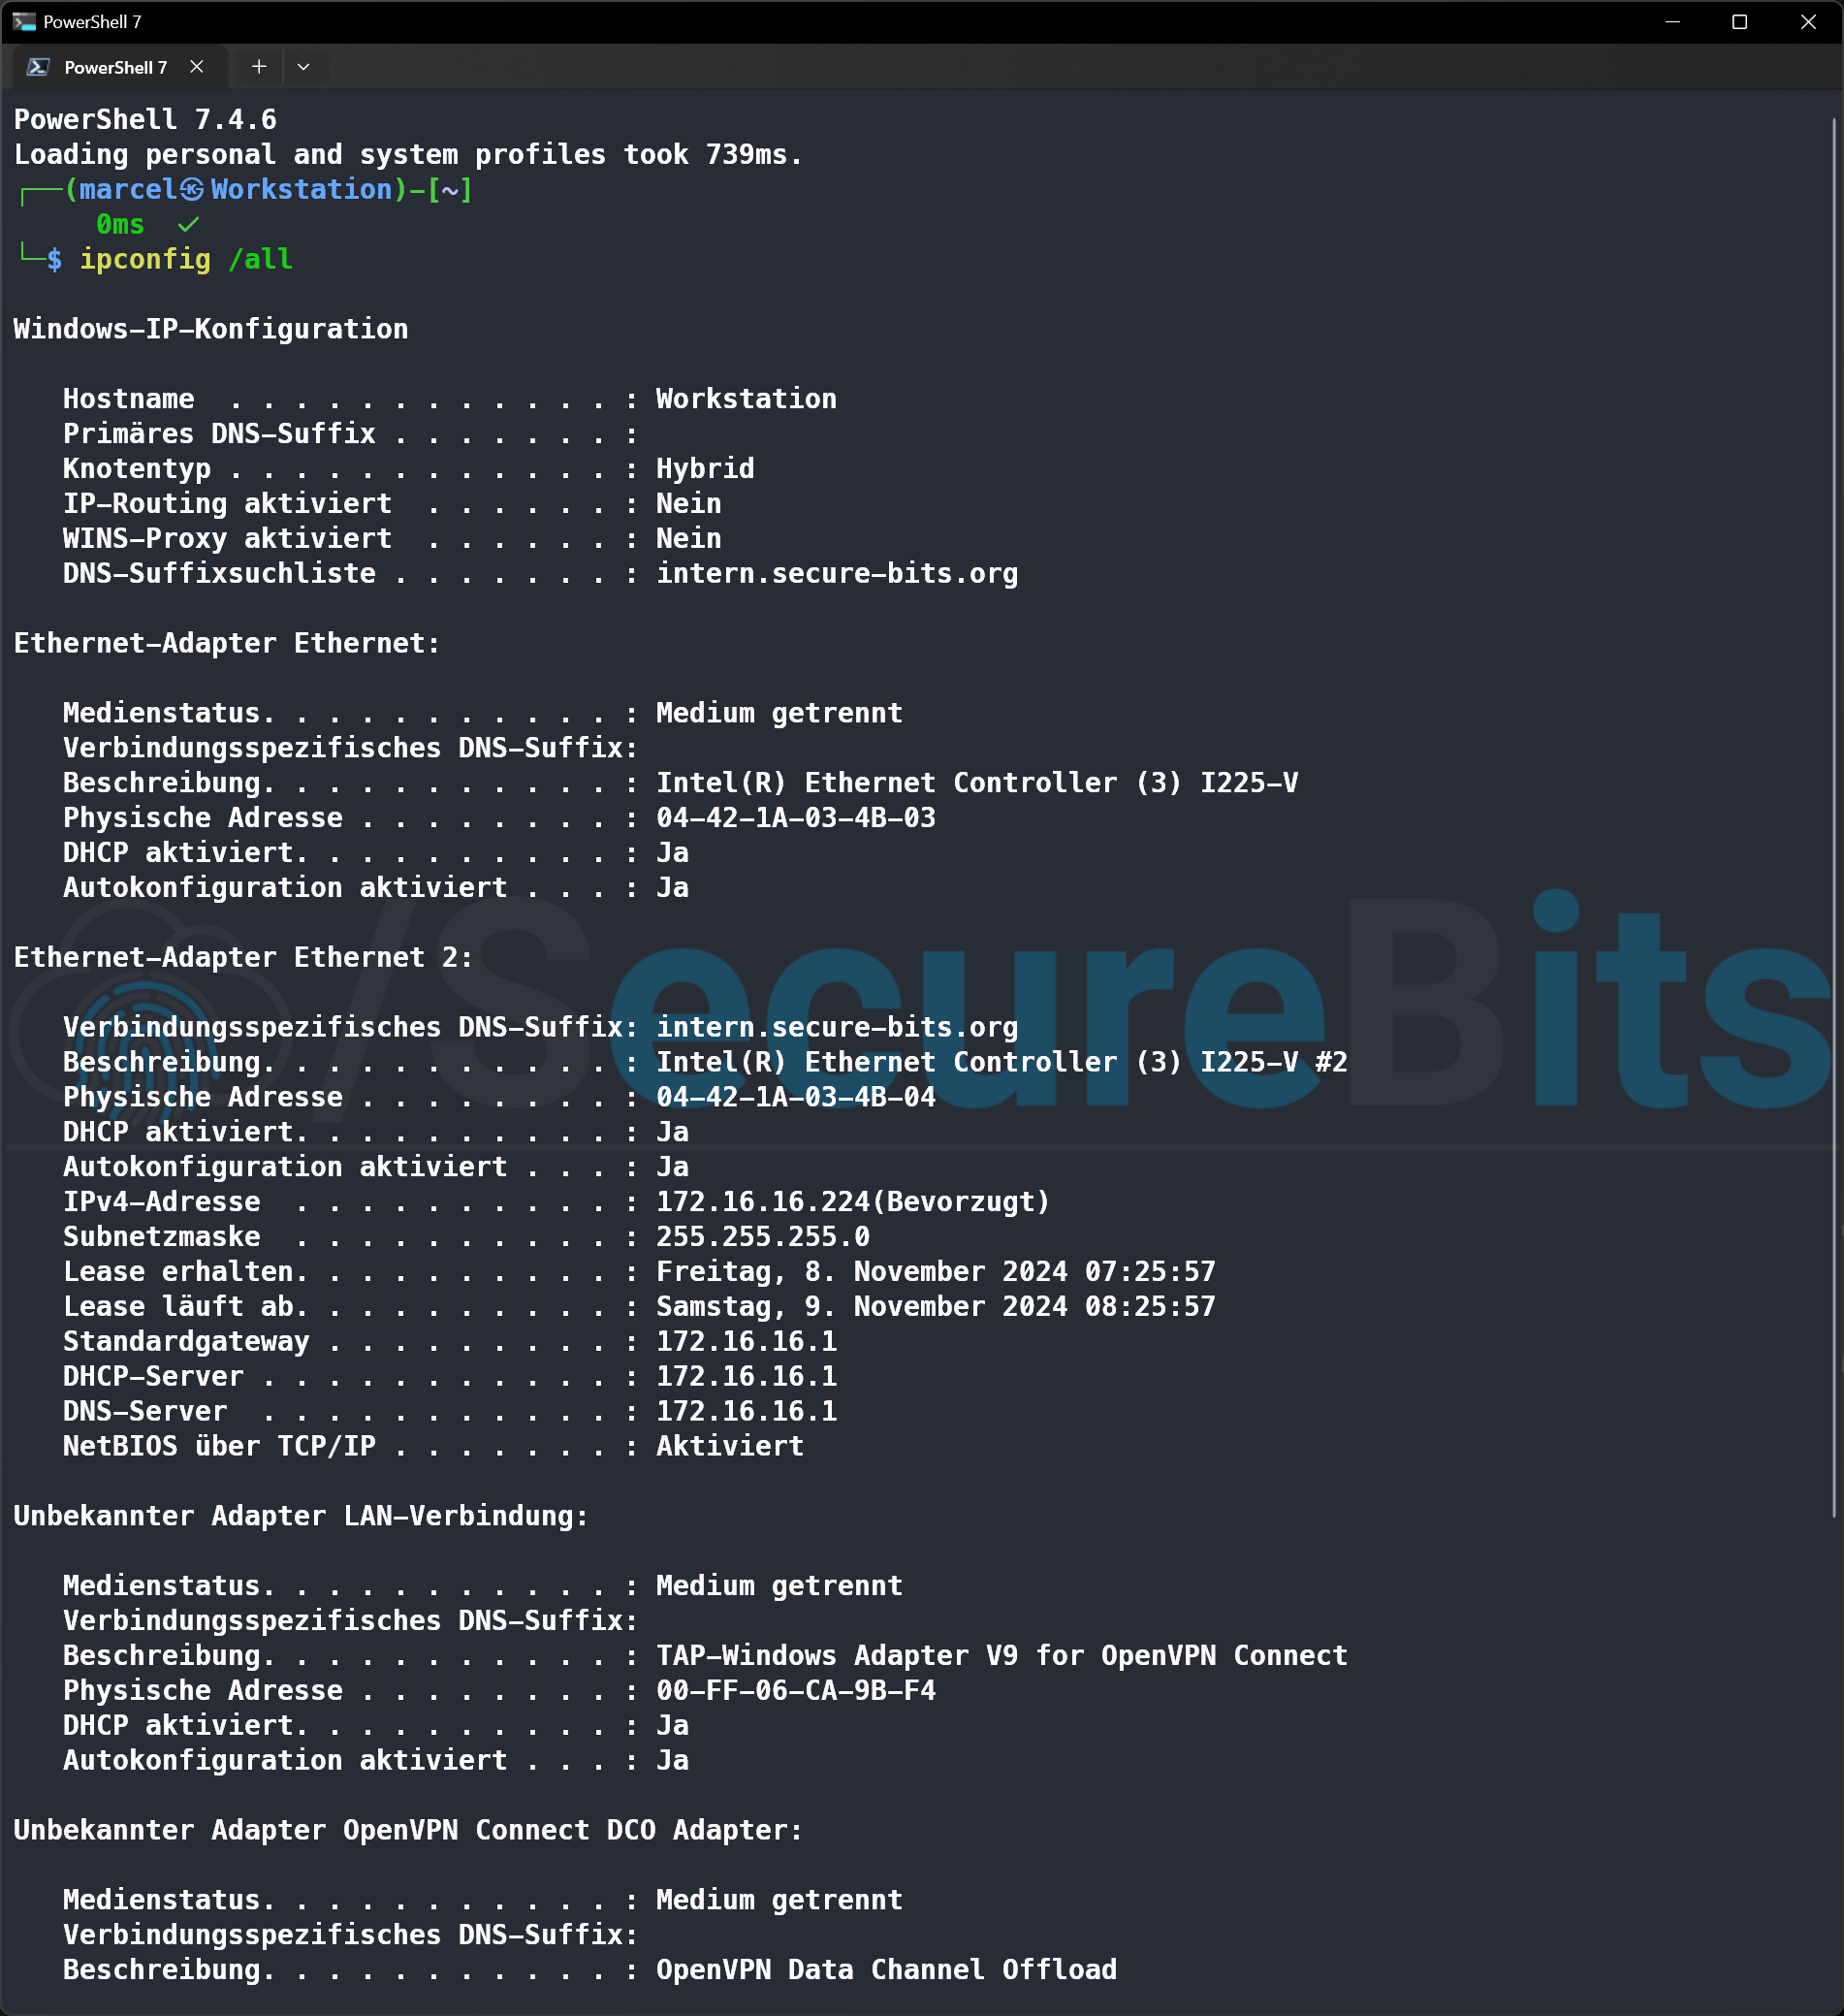 PowerShell 7
PowerShell 7
PowerShell 7.4.6
Loading personal and system profiles took 739ms.
┌──(marcel㉿Workstation)-[~]
0ms ✓
└─$ ipconfig /all
Windows-IP-Konfiguration
Hostname  . . . . . . . . . . . . : Workstation
Primäres DNS-Suffix . . . . . . . :
Knotentyp . . . . . . . . . . . . : Hybrid
IP-Routing aktiviert  . . . . . . : Nein
WINS-Proxy aktiviert  . . . . . . : Nein
DNS-Suffixsuchliste . . . . . . . : intern.secure-bits.org
Ethernet-Adapter Ethernet:
Medienstatus. . . . . . . . . . . : Medium getrennt
Verbindungsspezifisches DNS-Suffix:
Beschreibung. . . . . . . . . . . : Intel(R) Ethernet Controller (3) I225-V
Physische Adresse . . . . . . . . : 04-42-1A-03-4B-03
DHCP aktiviert. . . . . . . . . . : Ja
Autokonfiguration aktiviert . . . : Ja
/SecureBits
Ethernet-Adapter Ethernet 2:
Verbindungsspezifisches DNS-Suffix: intern.secure-bits.org
Beschreibung. . . . . . . . . . . : Intel(R) Ethernet Controller (3) I225-V #2
Physische Adresse . . . . . . . . : 04-42-1A-03-4B-04
DHCP aktiviert. . . . . . . . . . : Ja
Autokonfiguration aktiviert . . . : Ja
IPv4-Adresse  . . . . . . . . . . : 172.16.16.224(Bevorzugt)
Subnetzmaske  . . . . . . . . . . : 255.255.255.0
Lease erhalten. . . . . . . . . . : Freitag, 8. November 2024 07:25:57
Lease läuft ab. . . . . . . . . . : Samstag, 9. November 2024 08:25:57
Standardgateway . . . . . . . . . : 172.16.16.1
DHCP-Server . . . . . . . . . . . : 172.16.16.1
DNS-Server  . . . . . . . . . . . : 172.16.16.1
NetBIOS über TCP/IP . . . . . . . : Aktiviert
Unbekannter Adapter LAN-Verbindung:
Medienstatus. . . . . . . . . . . : Medium getrennt
Verbindungsspezifisches DNS-Suffix:
Beschreibung. . . . . . . . . . . : TAP-Windows Adapter V9 for OpenVPN Connect
Physische Adresse . . . . . . . . : 00-FF-06-CA-9B-F4
DHCP aktiviert. . . . . . . . . . : Ja
Autokonfiguration aktiviert . . . : Ja
Unbekannter Adapter OpenVPN Connect DCO Adapter:
Medienstatus. . . . . . . . . . . : Medium getrennt
Verbindungsspezifisches DNS-Suffix:
Beschreibung. . . . . . . . . . . : OpenVPN Data Channel Offload